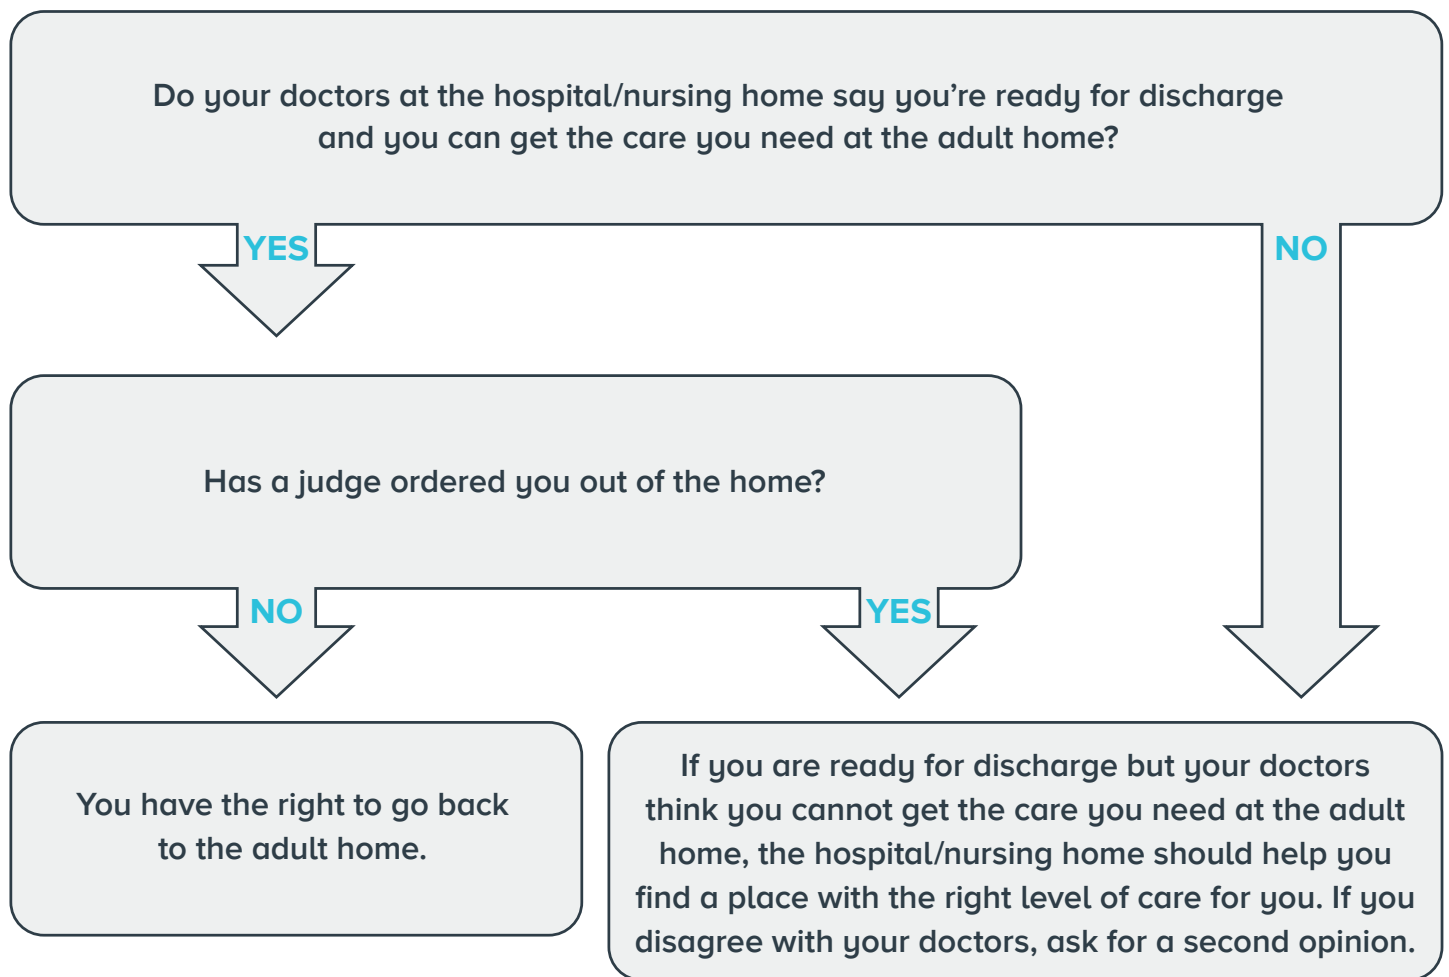 Do your doctors at the hospital/nursing home say you’re ready for discharge
and you can get the care you need at the adult home?
YES
NO
Has a judge ordered you out of the home?
NO
YES
You have the right to go back
to the adult home.
If you are ready for discharge but your doctors
think you cannot get the care you need at the adult
home, the hospital/nursing home should help you
find a place with the right level of care for you. If you
disagree with your doctors, ask for a second opinion.